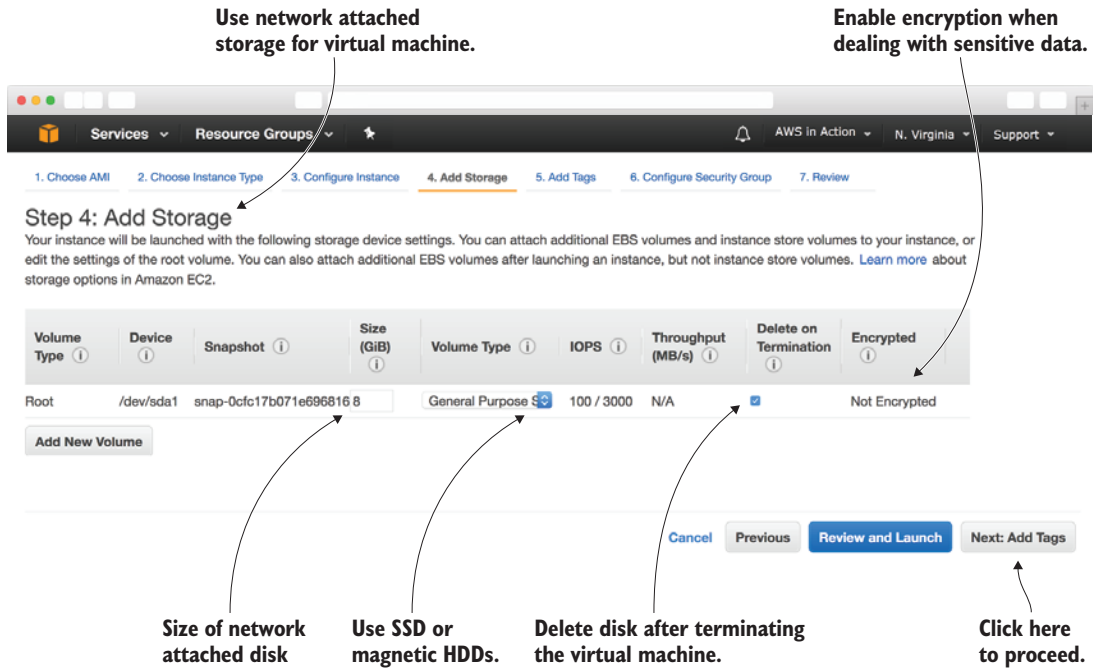 Use network attached
storage for virtual machine.
Enable encryption when
dealing with sensitive data.
Services Resource Groups AWS in Action N. Virginia Support
1. Choose AMI 2. Choose Instance Type 3. Configure Instance 4. Add Storage 5. Add Tags 6. Configure Security Group 7. Review
Step 4: Add Storage
Your instance will be launched with the following storage device settings. You can attach additional EBS volumes and instance store volumes to your instance, or
edit the settings of the root volume. You can also attach additional EBS volumes after launching an instance, but not instance store volumes. Learn more about
storage options in Amazon EC2.
Volume Type Device Snapshot Size (GiB) Volume Type IOPS Throughput (MB/s) Delete on Termination Encrypted
Root /dev/sda1 snap-0cfc17b071e696816 8 General Purpose S 100 / 3000 N/A Not Encrypted
Add New Volume
Cancel Previous Review and Launch Next: Add Tags
Size of network
attached disk
Use SSD or
magnetic HDDs.
Delete disk after terminating
the virtual machine.
Click here
to proceed.